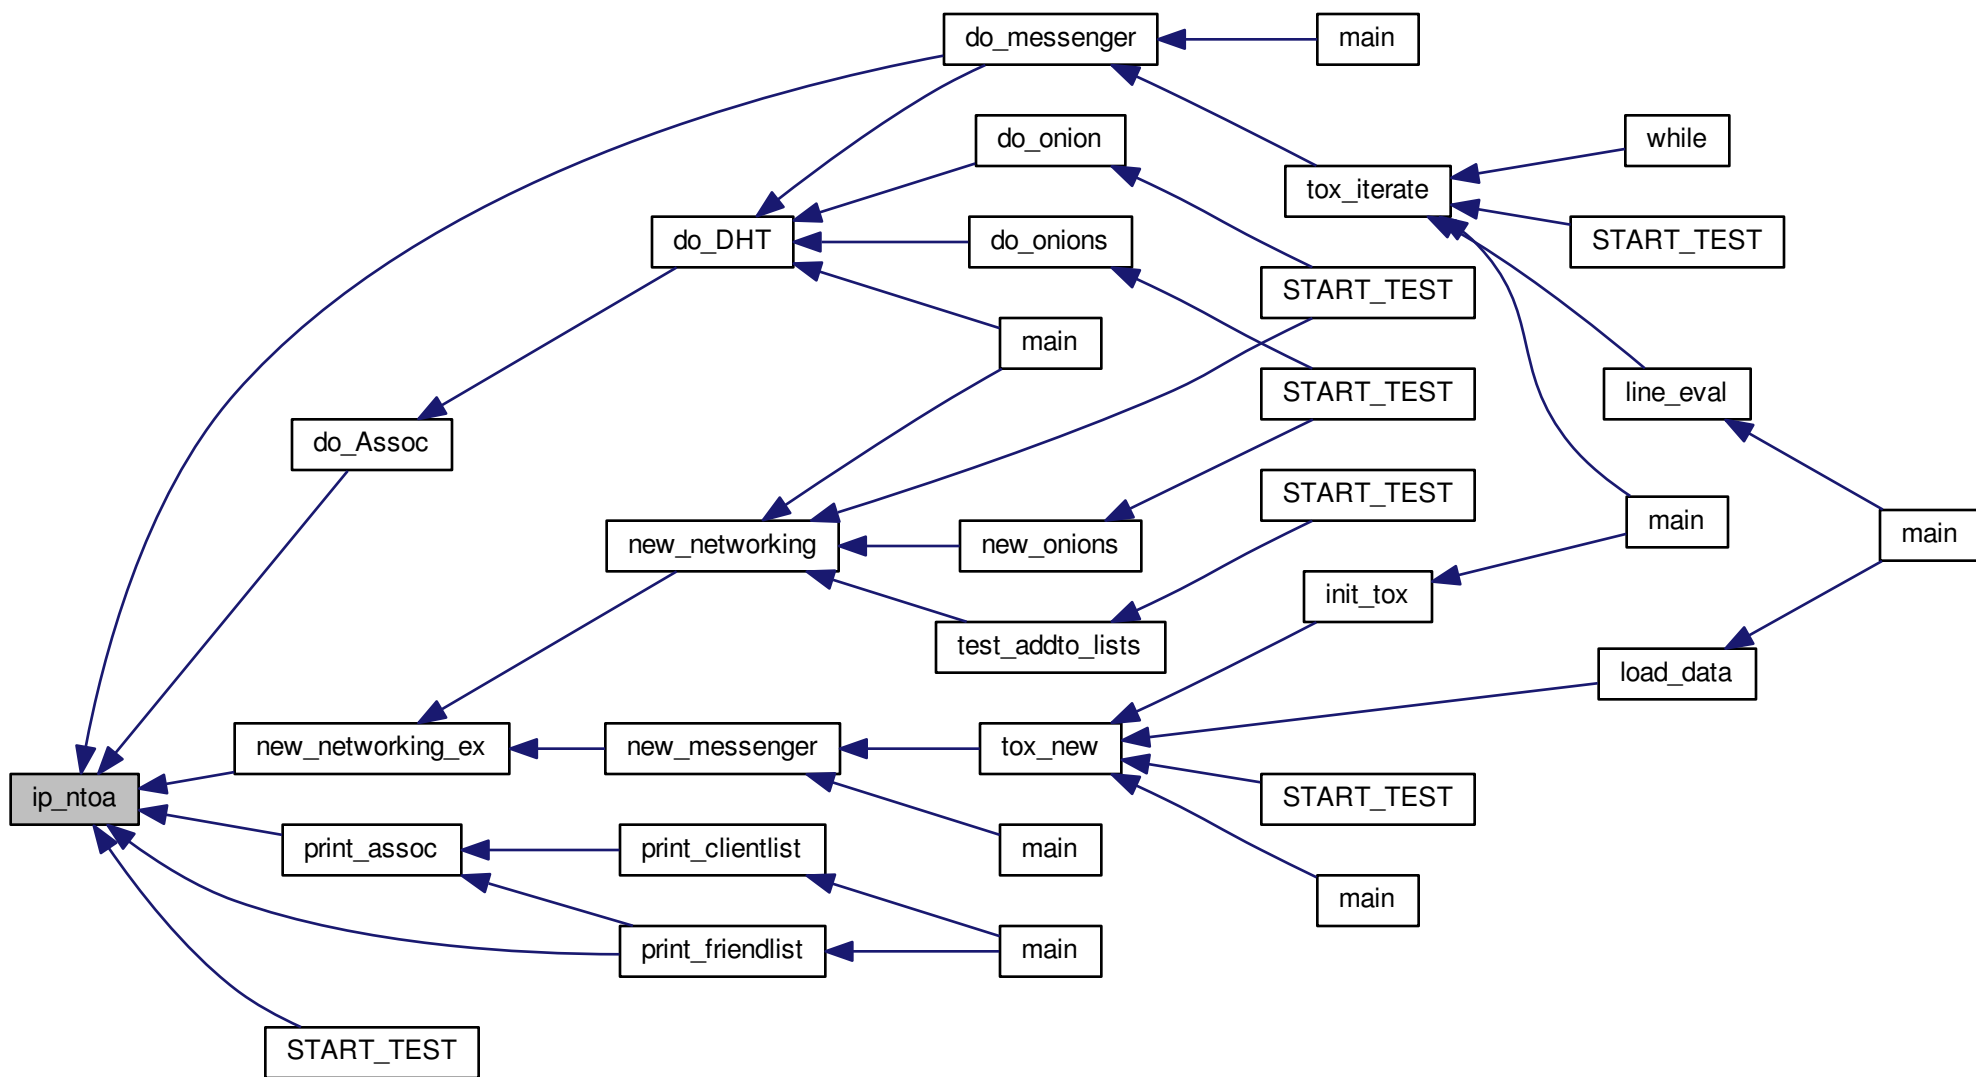 do_messenger
main
do_onion
while
tox_iterate
do_DHT
do_onions
START_TEST
START_TEST
main
line_eval
START_TEST
do_Assoc
START_TEST
main
main
new_networking
new_onions
init_tox
test_addto_lists
load_data
new_networking_ex
new_messenger
tox_new
ip_ntoa
START_TEST
print_assoc
print_clientlist
main
main
print_friendlist
main
START_TEST